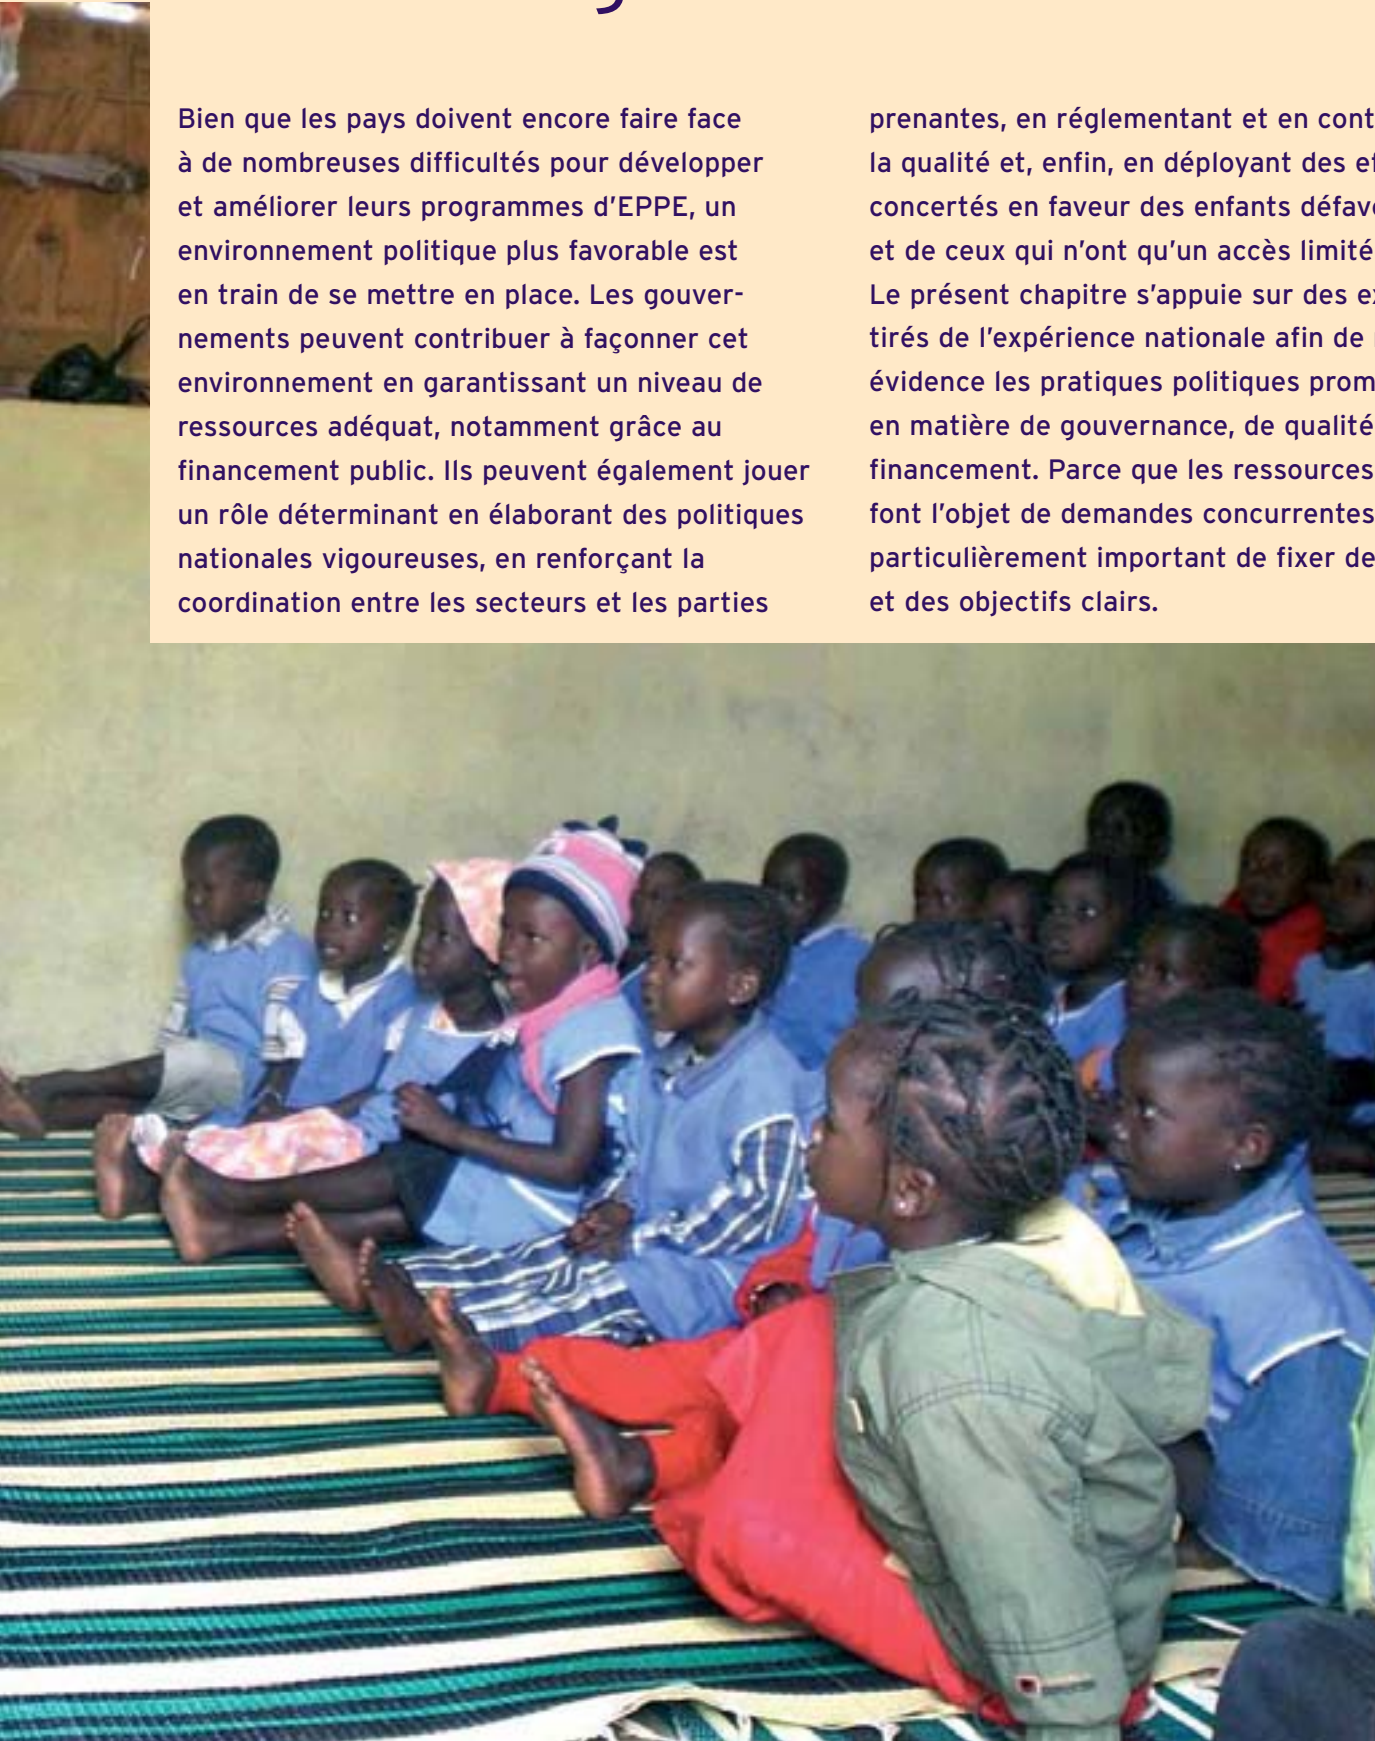 Bien que les pays doivent encore faire face
à de nombreuses difficultés pour développer
et améliorer leurs programmes d’EPPE, un
environnement politique plus favorable est
en train de se mettre en place. Les gouver-
nements peuvent contribuer à façonner cet
environnement en garantissant un niveau de
ressources adéquat, notamment grâce au
financement public. Ils peuvent également jouer
un rôle déterminant en élaborant des politiques
nationales vigoureuses, en renforçant la
coordination entre les secteurs et les parties
prenantes, en réglementant et en
la qualité et, enfin, en déployant des
concertés en faveur des enfants
et de ceux qui n’ont qu’un accès limité
Le présent chapitre s’appuie sur des
tirés de l’expérience nationale afin de
évidence les pratiques politiques
en matière de gouvernance, de qualité
financement. Parce que les ressources
font l’objet de demandes concurrentes
particulièrement important de fixer
et des objectifs clairs.